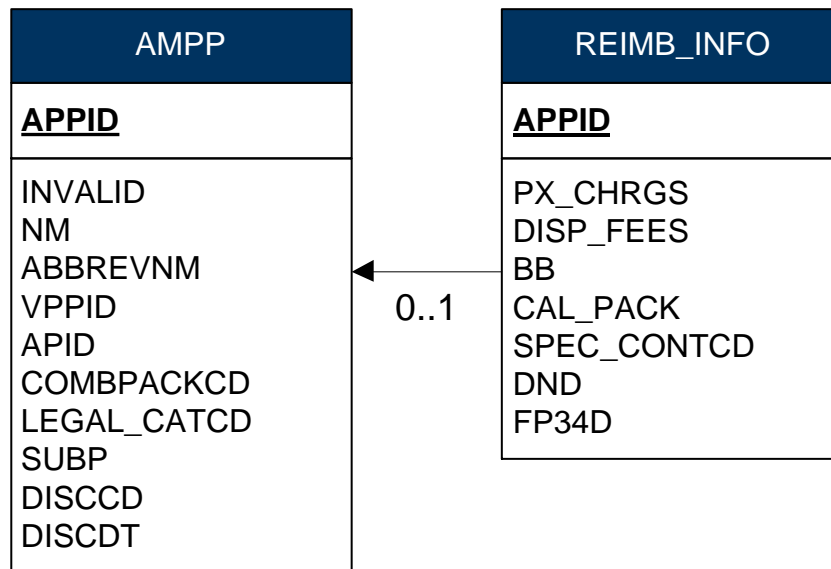 AMPP
APPID
INVALID
NM
ABBREVNM
VPPID
APID
COMBPACKCD
LEGAL_CATCD
SUBP
DISCCD
DISCDT
0..1
REIMB_INFO
APPID
PX_CHRGS
DISP_FEES
BB
CAL_PACK
SPEC_CONTCD
DND
FP34D